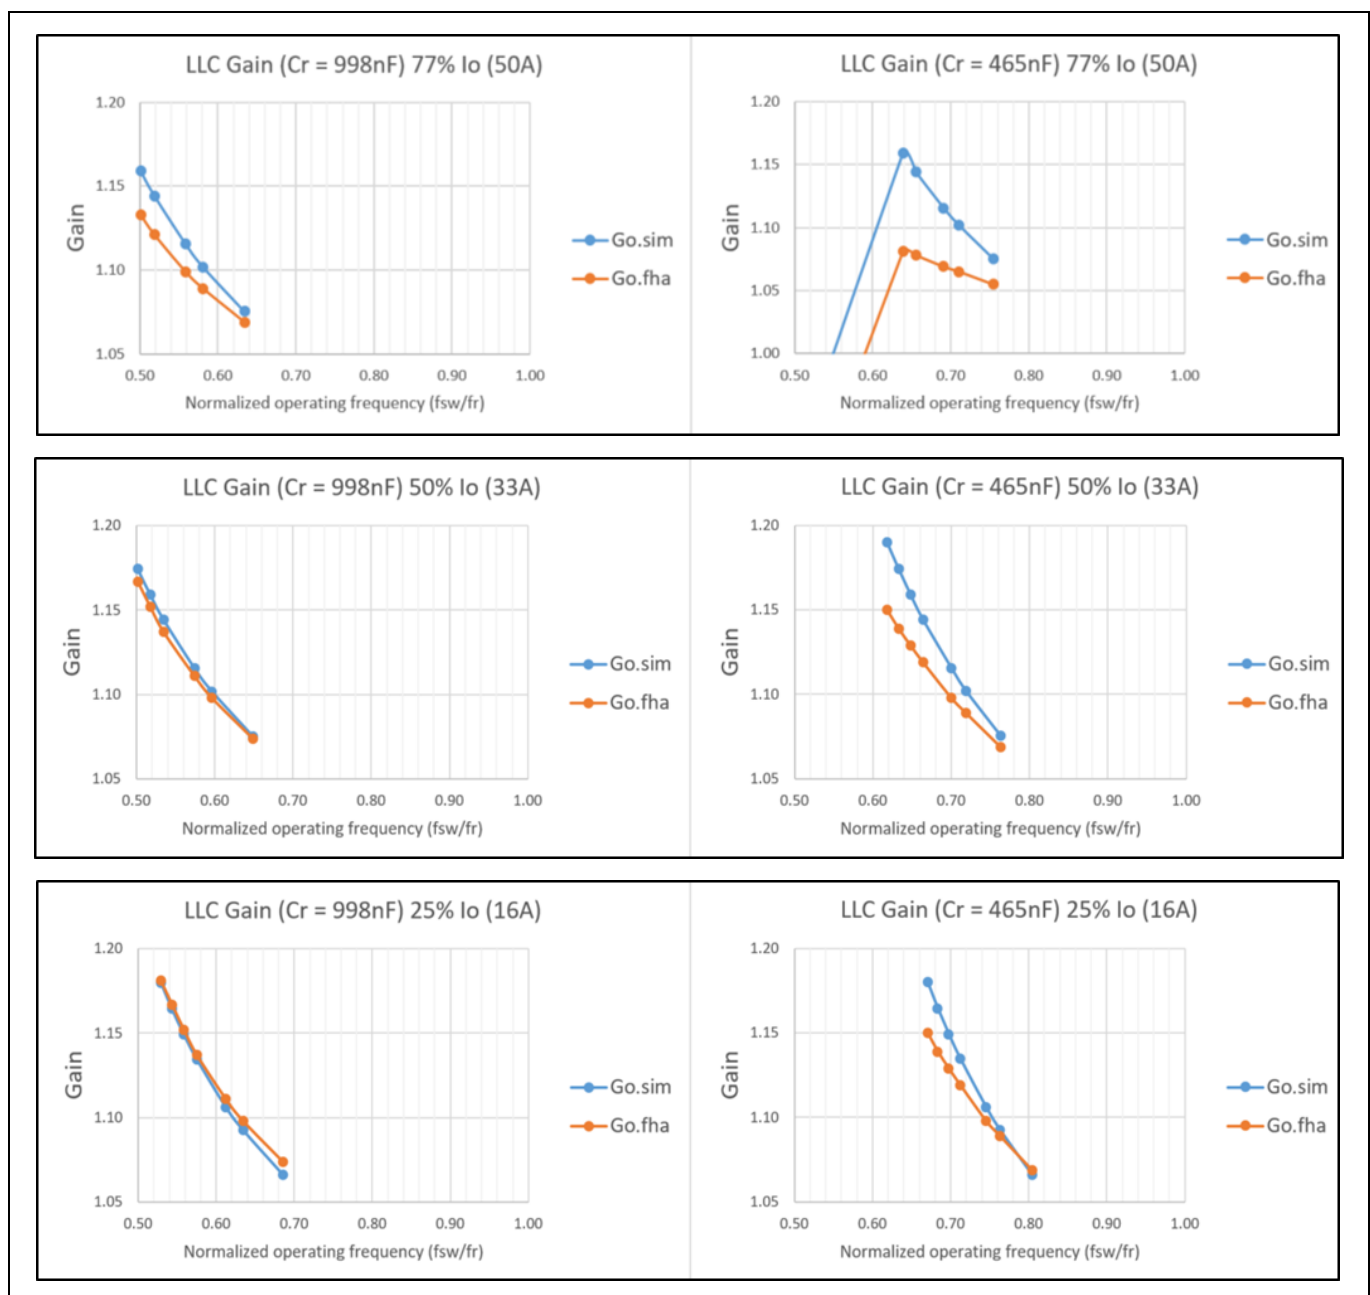 LLC Gain (Cr = 998nF) 77% Io (50A)
1.20
1.15
1.10
1.05
Gain
0.50 0.60 0.70 0.80 0.90 1.00
Normalized operating frequency (fsw/fr)
Go.sim
Go.fha
LLC Gain (Cr = 465nF) 77% Io (50A)
1.20
1.15
1.10
1.05
1.00
Gain
0.50 0.60 0.70 0.80 0.90 1.00
Normalized operating frequency (fsw/fr)
Go.sim
Go.fha
LLC Gain (Cr = 998nF) 50% Io (33A)
1.20
1.15
1.10
1.05
Gain
0.50 0.60 0.70 0.80 0.90 1.00
Normalized operating frequency (fsw/fr)
Go.sim
Go.fha
LLC Gain (Cr = 465nF) 50% Io (33A)
1.20
1.15
1.10
1.05
Gain
0.50 0.60 0.70 0.80 0.90 1.00
Normalized operating frequency (fsw/fr)
Go.sim
Go.fha
LLC Gain (Cr = 998nF) 25% Io (16A)
1.20
1.15
1.10
1.05
Gain
0.50 0.60 0.70 0.80 0.90 1.00
Normalized operating frequency (fsw/fr)
Go.sim
Go.fha
LLC Gain (Cr = 465nF) 25% Io (16A)
1.20
1.15
1.10
1.05
Gain
0.50 0.60 0.70 0.80 0.90 1.00
Normalized operating frequency (fsw/fr)
Go.sim
Go.fha